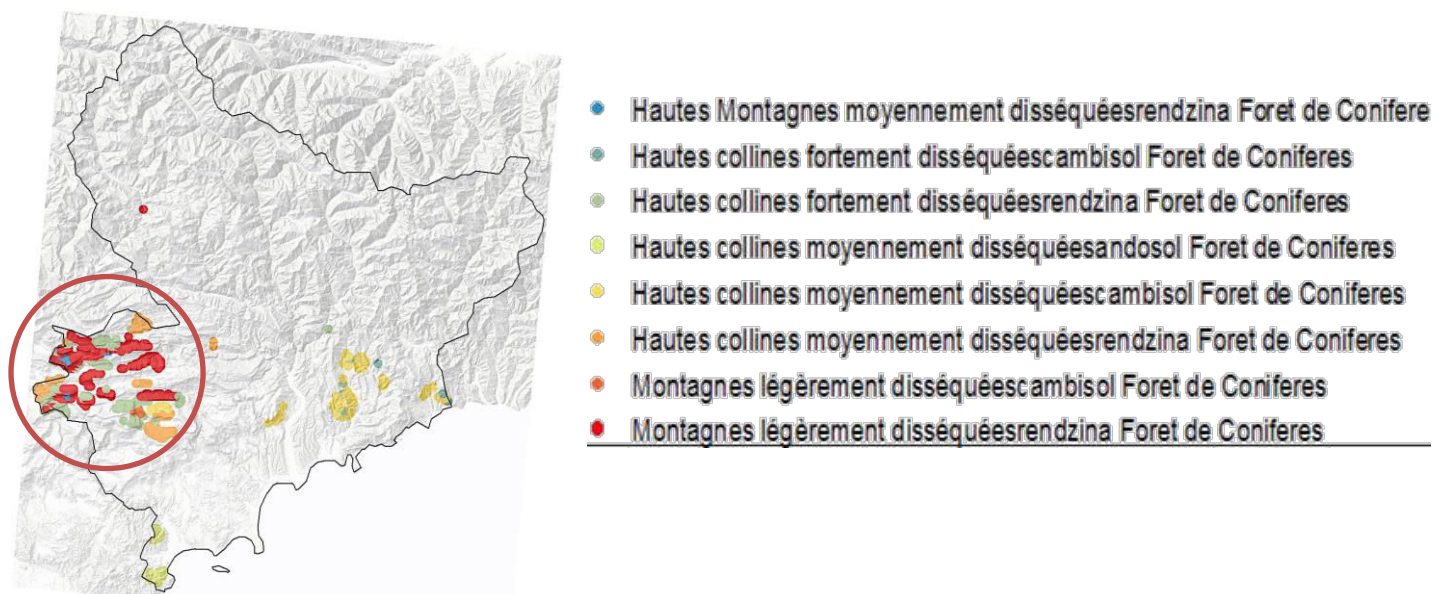 Hautes Montagnes moyennement disséquéesrendzina Foret de Conifere
Hautes collines fortement disséquéescambisol Foret de Coniferes
Hautes collines fortement disséquéesrendzina Foret de Coniferes
Hautes collines moyennement disséquéesandosol Foret de Coniferes
Hautes collines moyennement disséquéescambisol Foret de Coniferes
Hautes collines moyennement disséquéesrendzina Foret de Coniferes
Montagnes légèrement disséquéescambisol Foret de Coniferes
Montagnes légèrement disséquéesrendzina Foret de Coniferes